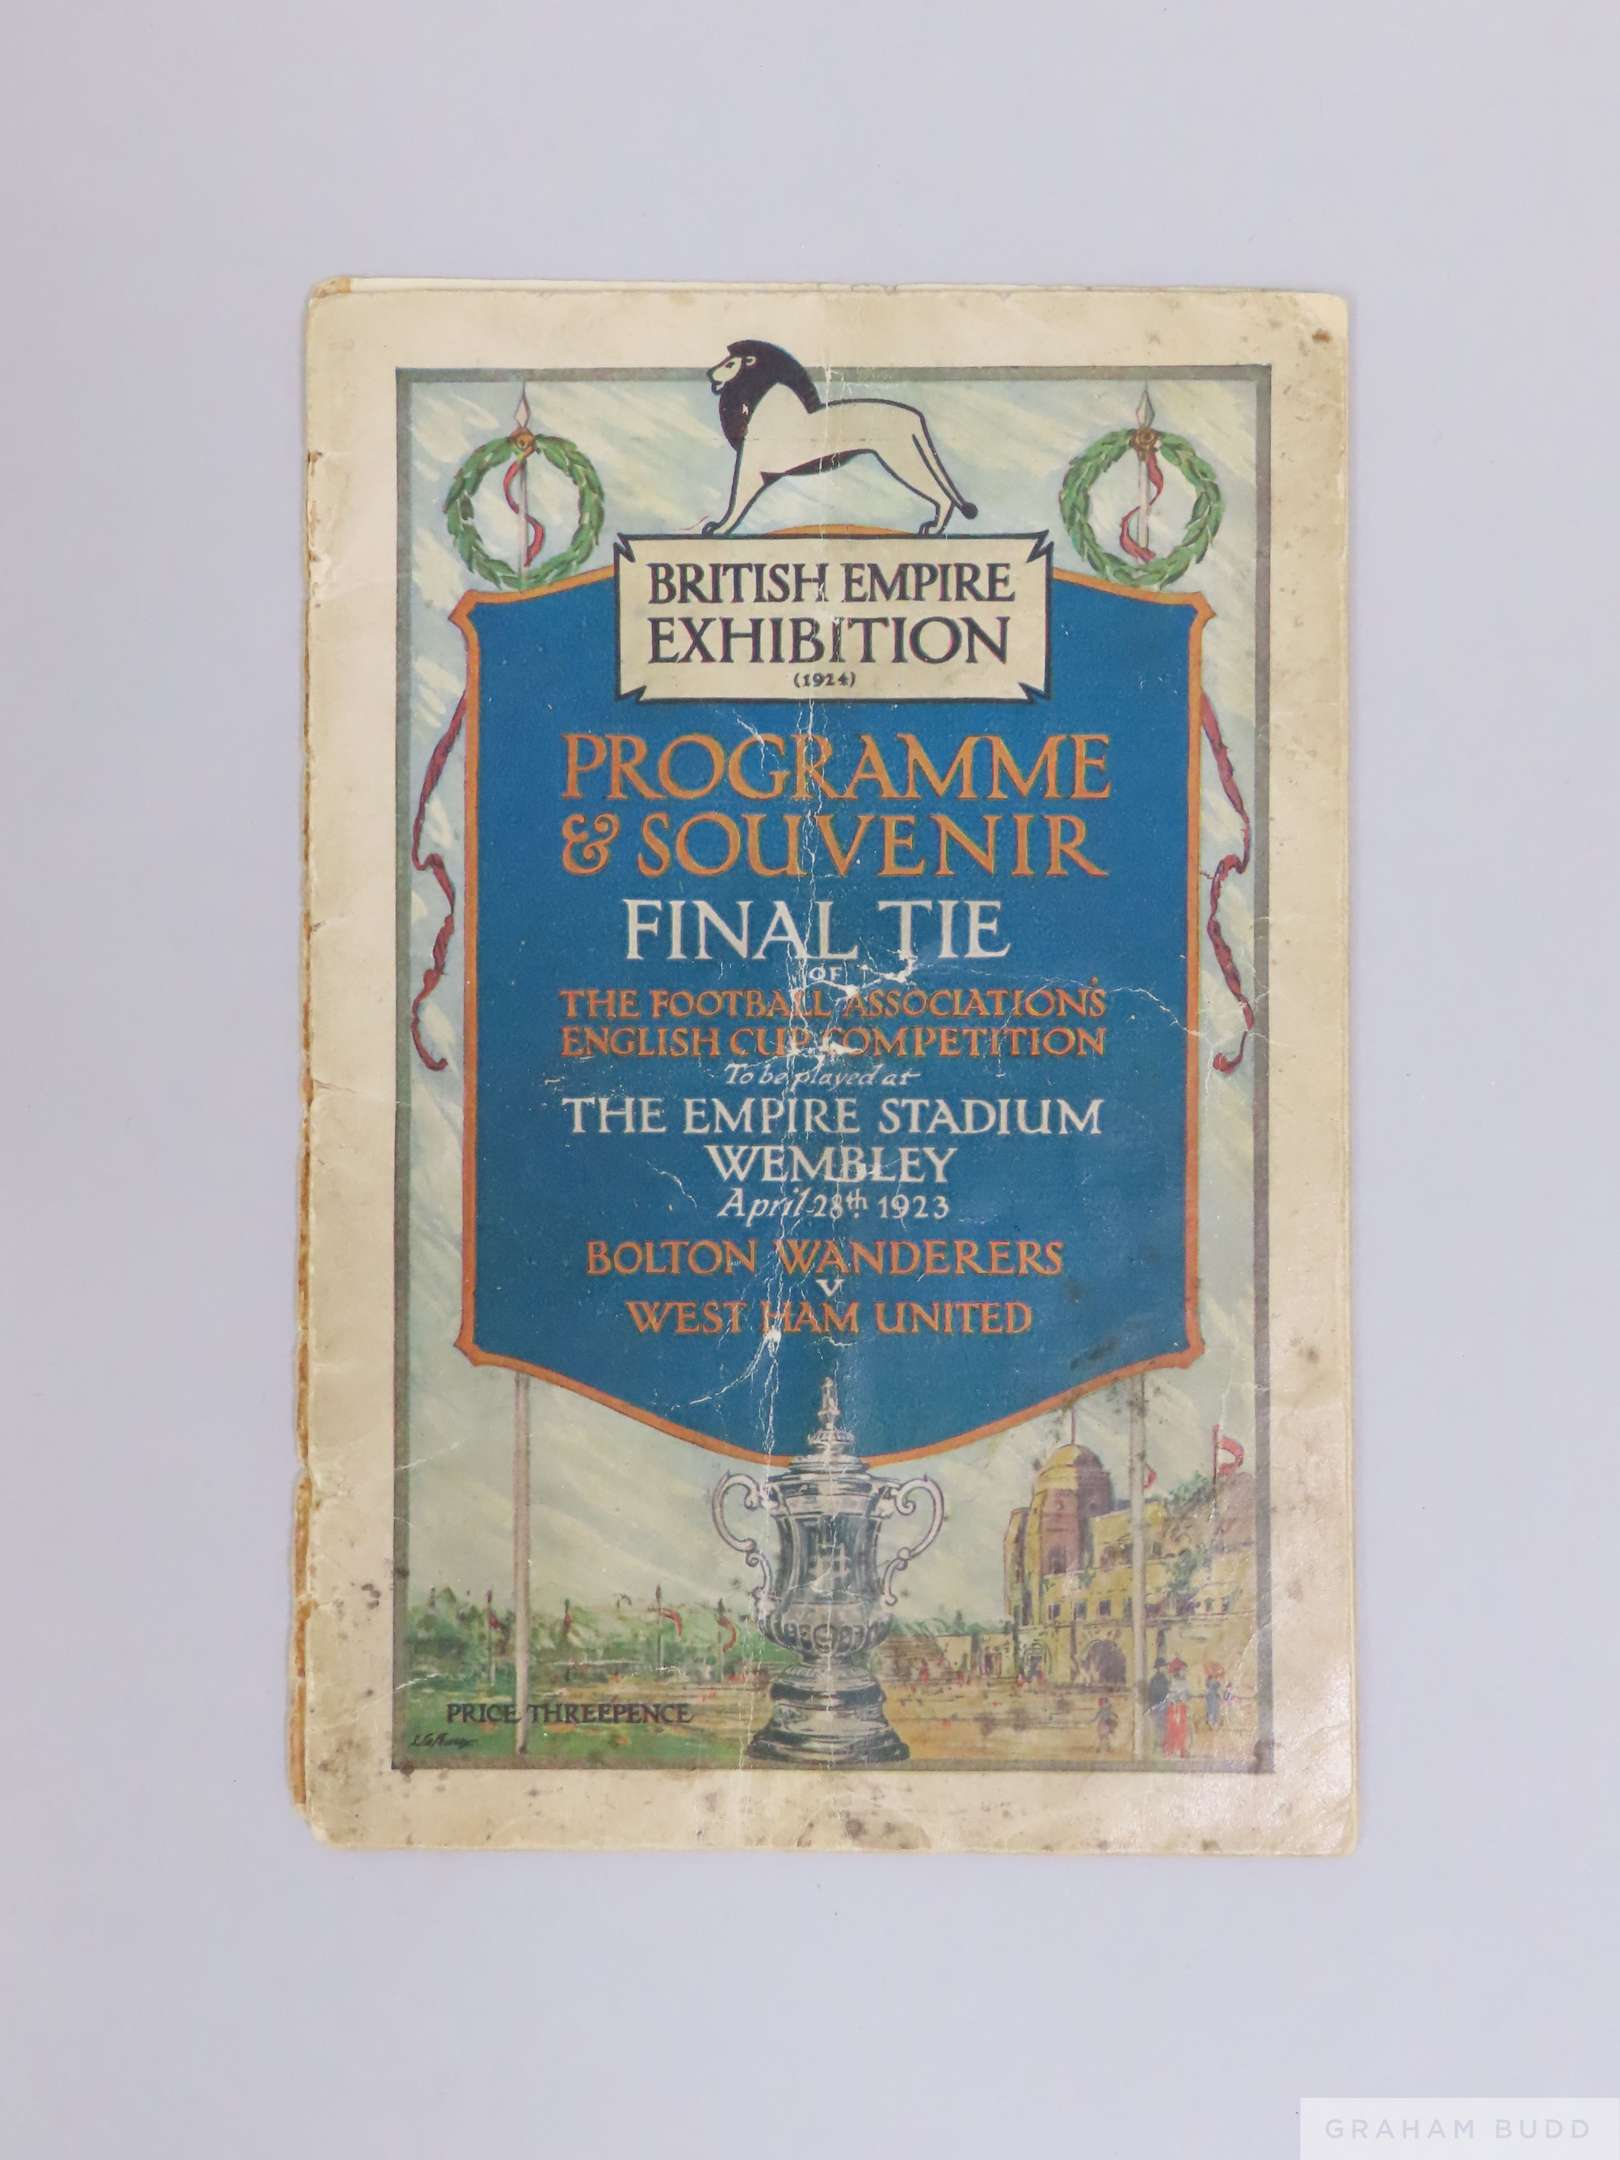 BRITISH EMPIRE
EXHIBITION
(1924)
PROGRAMME
& SOUVENIR
FINAL TIE
OF
THE FOOTBALL ASSOCIATION'S
ENGLISH CUP COMPETITION
To be played at
THE EMPIRE STADIUM
WEMBLEY
April 28th 1923
BOLTON WANDERERS
V
WEST HAM UNITED
PRICE THREEPENCE
GRAHAM BUDD